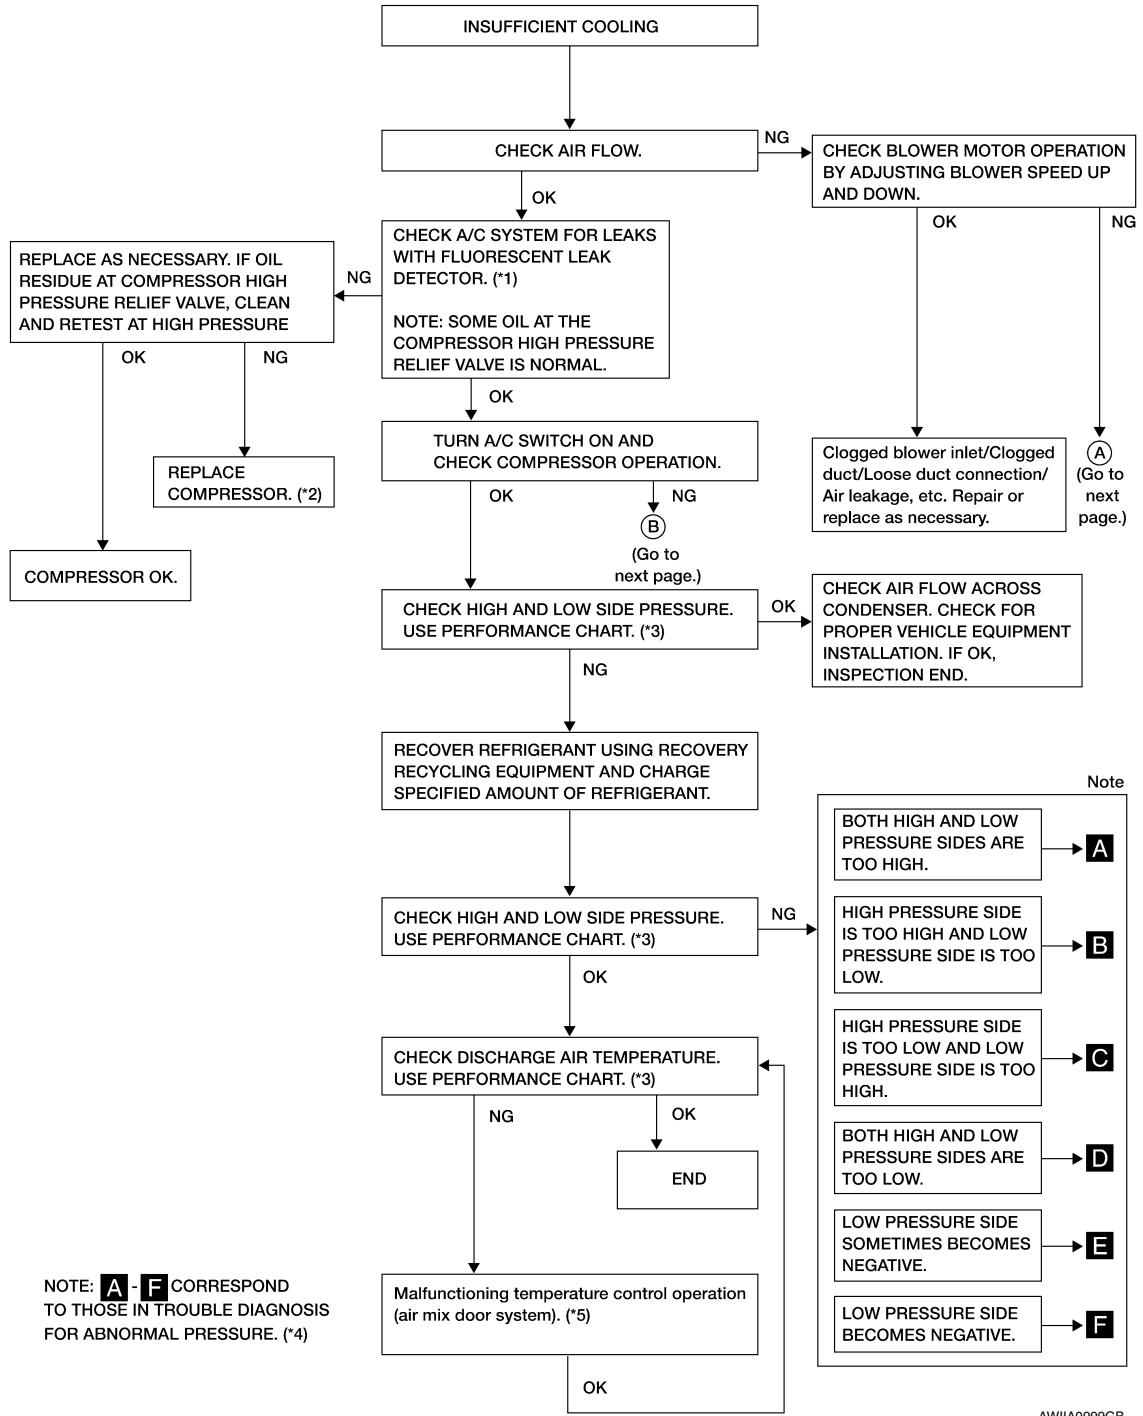 INSUFFICIENT COOLING
CHECK AIR FLOW.
NG
CHECK BLOWER MOTOR OPERATION
BY ADJUSTING BLOWER SPEED UP
AND DOWN.
OK
OK
NG
CHECK A/C SYSTEM FOR LEAKS
WITH FLUORESCENT LEAK
DETECTOR. (*1)
NOTE: SOME OIL AT THE
COMPRESSOR HIGH PRESSURE
RELIEF VALVE IS NORMAL.
NG
REPLACE AS NECESSARY. IF OIL
RESIDUE AT COMPRESSOR HIGH
PRESSURE RELIEF VALVE, CLEAN
AND RETEST AT HIGH PRESSURE
OK
NG
OK
REPLACE
COMPRESSOR. (*2)
COMPRESSOR OK.
TURN A/C SWITCH ON AND
CHECK COMPRESSOR OPERATION.
OK
NG
B
(Go to
next page.)
Clogged blower inlet/Clogged
duct/Loose duct connection/
Air leakage, etc. Repair or
replace as necessary.
A
(Go to
next
page.)
CHECK HIGH AND LOW SIDE PRESSURE.
USE PERFORMANCE CHART. (*3)
OK
CHECK AIR FLOW ACROSS
CONDENSER. CHECK FOR
PROPER VEHICLE EQUIPMENT
INSTALLATION. IF OK,
INSPECTION END.
NG
RECOVER REFRIGERANT USING RECOVERY
RECYCLING EQUIPMENT AND CHARGE
SPECIFIED AMOUNT OF REFRIGERANT.
CHECK HIGH AND LOW SIDE PRESSURE.
USE PERFORMANCE CHART. (*3)
NG
OK
Note
BOTH HIGH AND LOW
PRESSURE SIDES ARE
TOO HIGH.
A
HIGH PRESSURE SIDE
IS TOO HIGH AND LOW
PRESSURE SIDE IS TOO
LOW.
B
HIGH PRESSURE SIDE
IS TOO LOW AND LOW
PRESSURE SIDE IS TOO
HIGH.
C
BOTH HIGH AND LOW
PRESSURE SIDES ARE
TOO LOW.
D
LOW PRESSURE SIDE
SOMETIMES BECOMES
NEGATIVE.
E
LOW PRESSURE SIDE
BECOMES NEGATIVE.
F
CHECK DISCHARGE AIR TEMPERATURE.
USE PERFORMANCE CHART. (*3)
NG
OK
END
Malfunctioning temperature control operation
(air mix door system). (*5)
OK
NOTE: A - F CORRESPOND
TO THOSE IN TROUBLE DIAGNOSIS
FOR ABNORMAL PRESSURE. (*4)